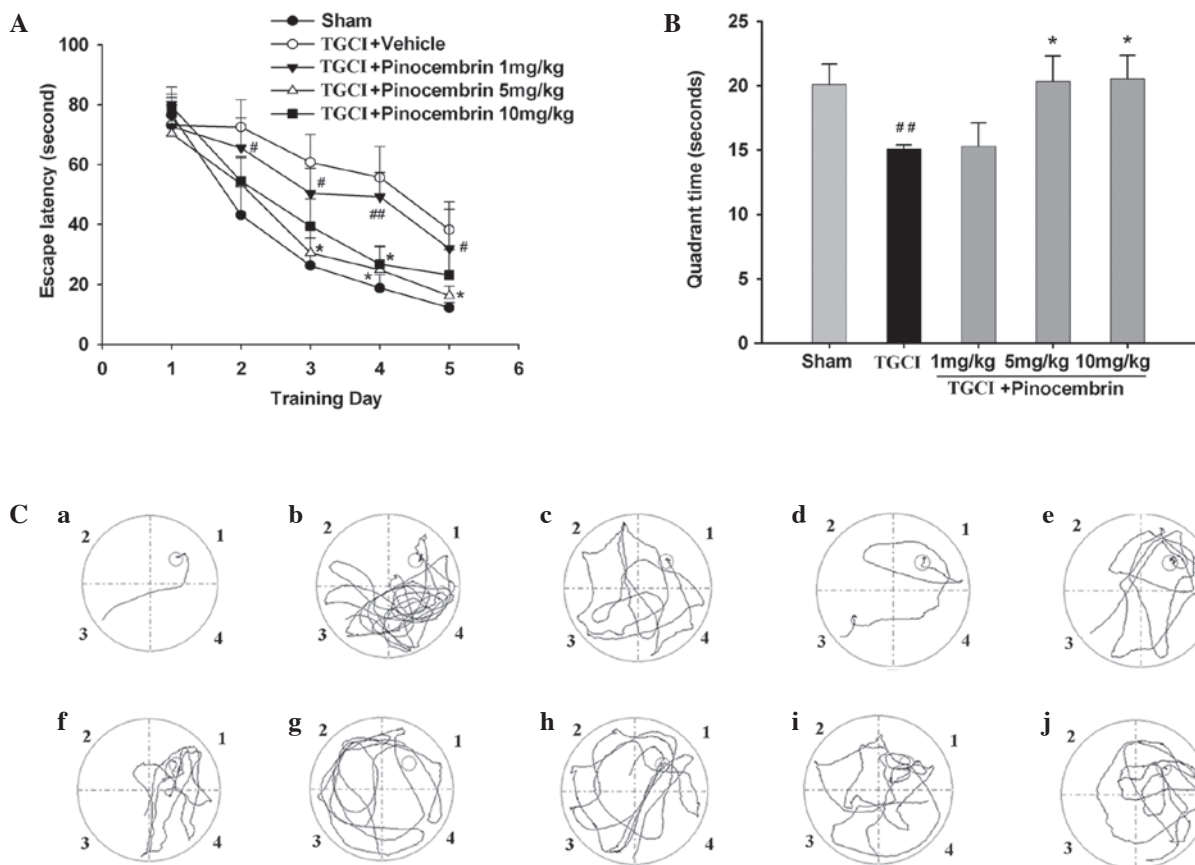 A
Sham
TGCI+Vehicle
TGCI+Pinocembrin 1mg/kg
TGCI+Pinocembrin 5mg/kg
TGCI+Pinocembrin 10mg/kg
Escape latency (second)
100
80
60
40
20
0
#
#
##
#
*
*
*
*
0 1 2 3 4 5 6
Training Day
B
Quadrant time (seconds)
25
20
15
10
5
0
##
*
*
Sham TGCI 1mg/kg 5mg/kg 10mg/kg
TGCI +Pinocembrin
C
a
2 1
3 4
b
2 1
3 4
c
2 1
3 4
d
2 1
3 4
e
2
3
f
2 1
3 4
g
2 1
3 4
h
2 1
3 4
i
2 1
3 4
j
2
3